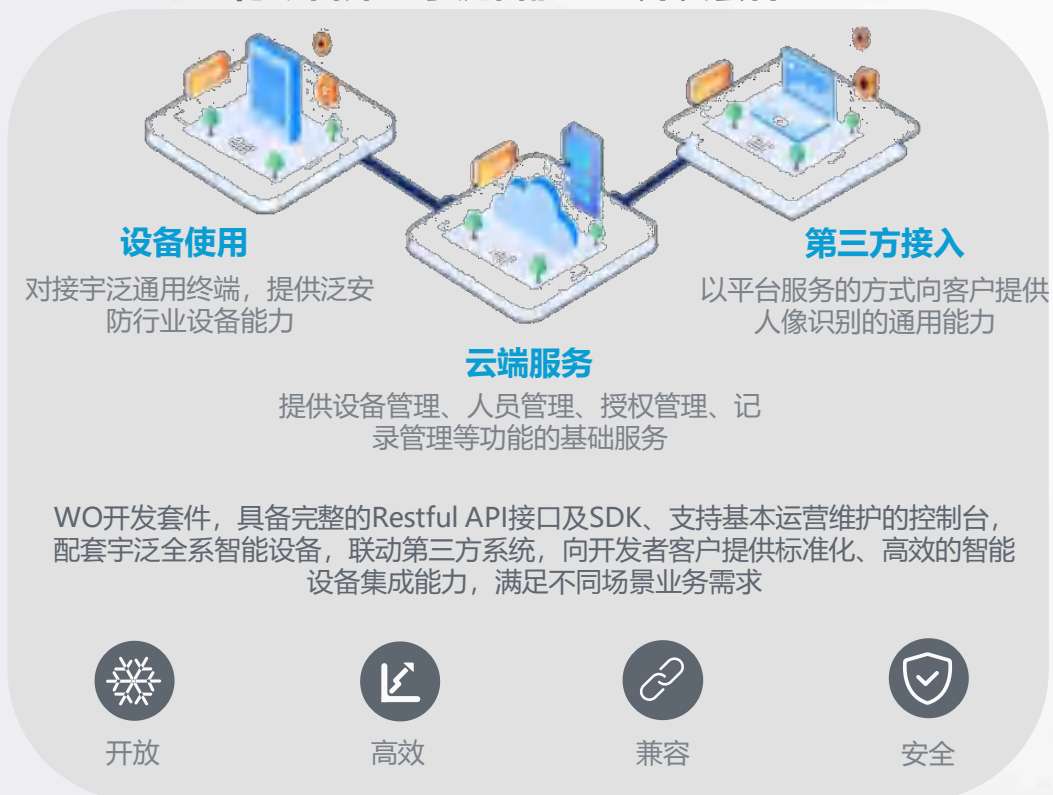 设备使用
对接宇泛通用终端，提供泛安
防行业设备能力
第三方接入
以平台服务的方式向客户提供
人像识别的通用能力
云端服务
提供设备管理、人员管理、授权管理、记
录管理等功能的基础服务
WO开发套件，具备完整的Restful API接口及SDK、支持基本运营维护的控制台，
配套宇泛全系智能设备，联动第三方系统，向开发者客户提供标准化、高效的智能
设备集成能力，满足不同场景业务需求
开放
高效
兼容
安全